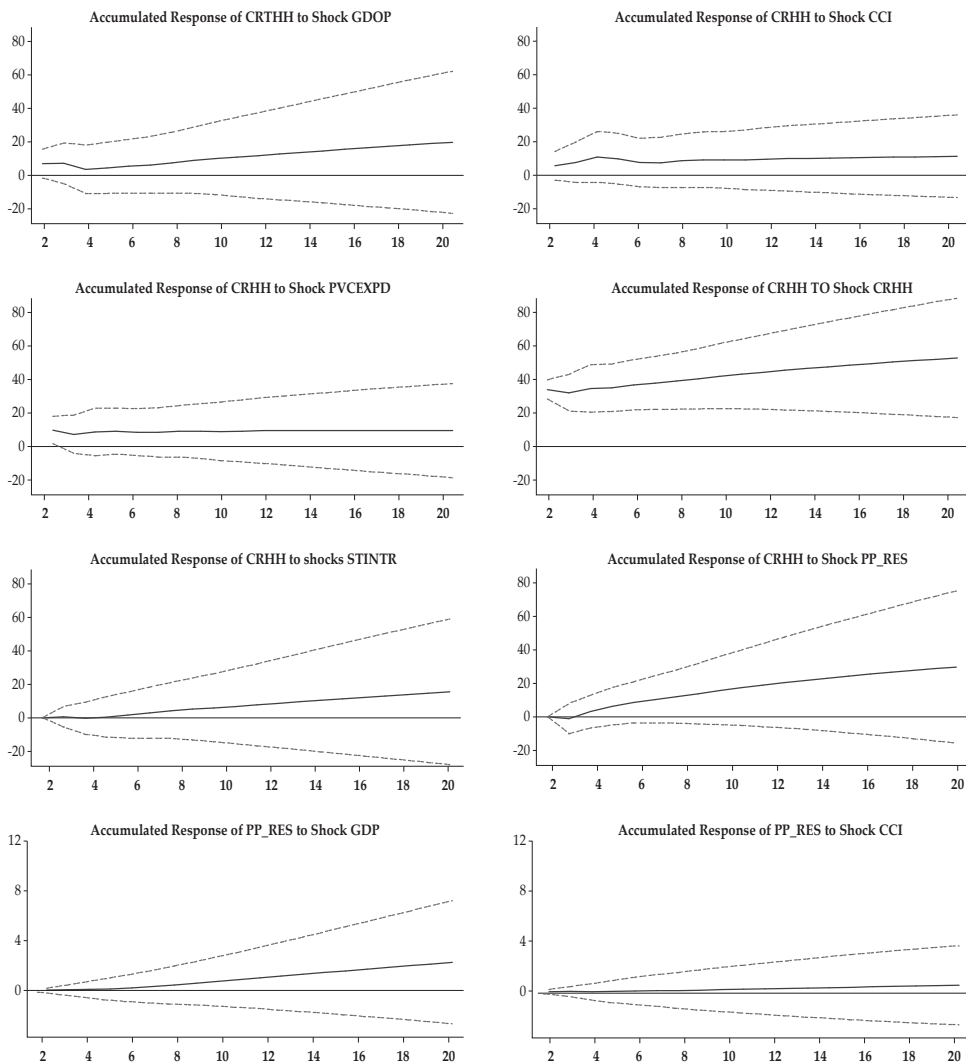 Accumulated Response of CRTHH to Shock GDOP
80
60
40
20
0
-20
2 4 6 8 10 12 14 16 18 20
Accumulated Response of CRHH to Shock CCI
80
60
40
20
0
-20
2 4 6 8 10 12 14 16 18 20
Accumulated Response of CRHH to Shock PVCEXPD
80
60
40
20
0
-20
2 4 6 8 10 12 14 16 18 20
Accumulated Response of CRHH TO Shock CRHH
80
60
40
20
0
-20
2 4 6 8 10 12 14 16 18 20
Accumulated Response of CRHH to shocks STINTR
80
60
40
20
0
-20
2 4 6 8 10 12 14 16 18 20
Accumulated Response of CRHH to Shock PP_RES
80
60
40
20
0
-20
2 4 6 8 10 12 14 16 18 20
Accumulated Response of PP_RES to Shock GDP
12
8
4
0
2 4 6 8 10 12 14 16 18 20
Accumulated Response of PP_RES to Shock CCI
12
8
4
0
2 4 6 8 10 12 14 16 18 20